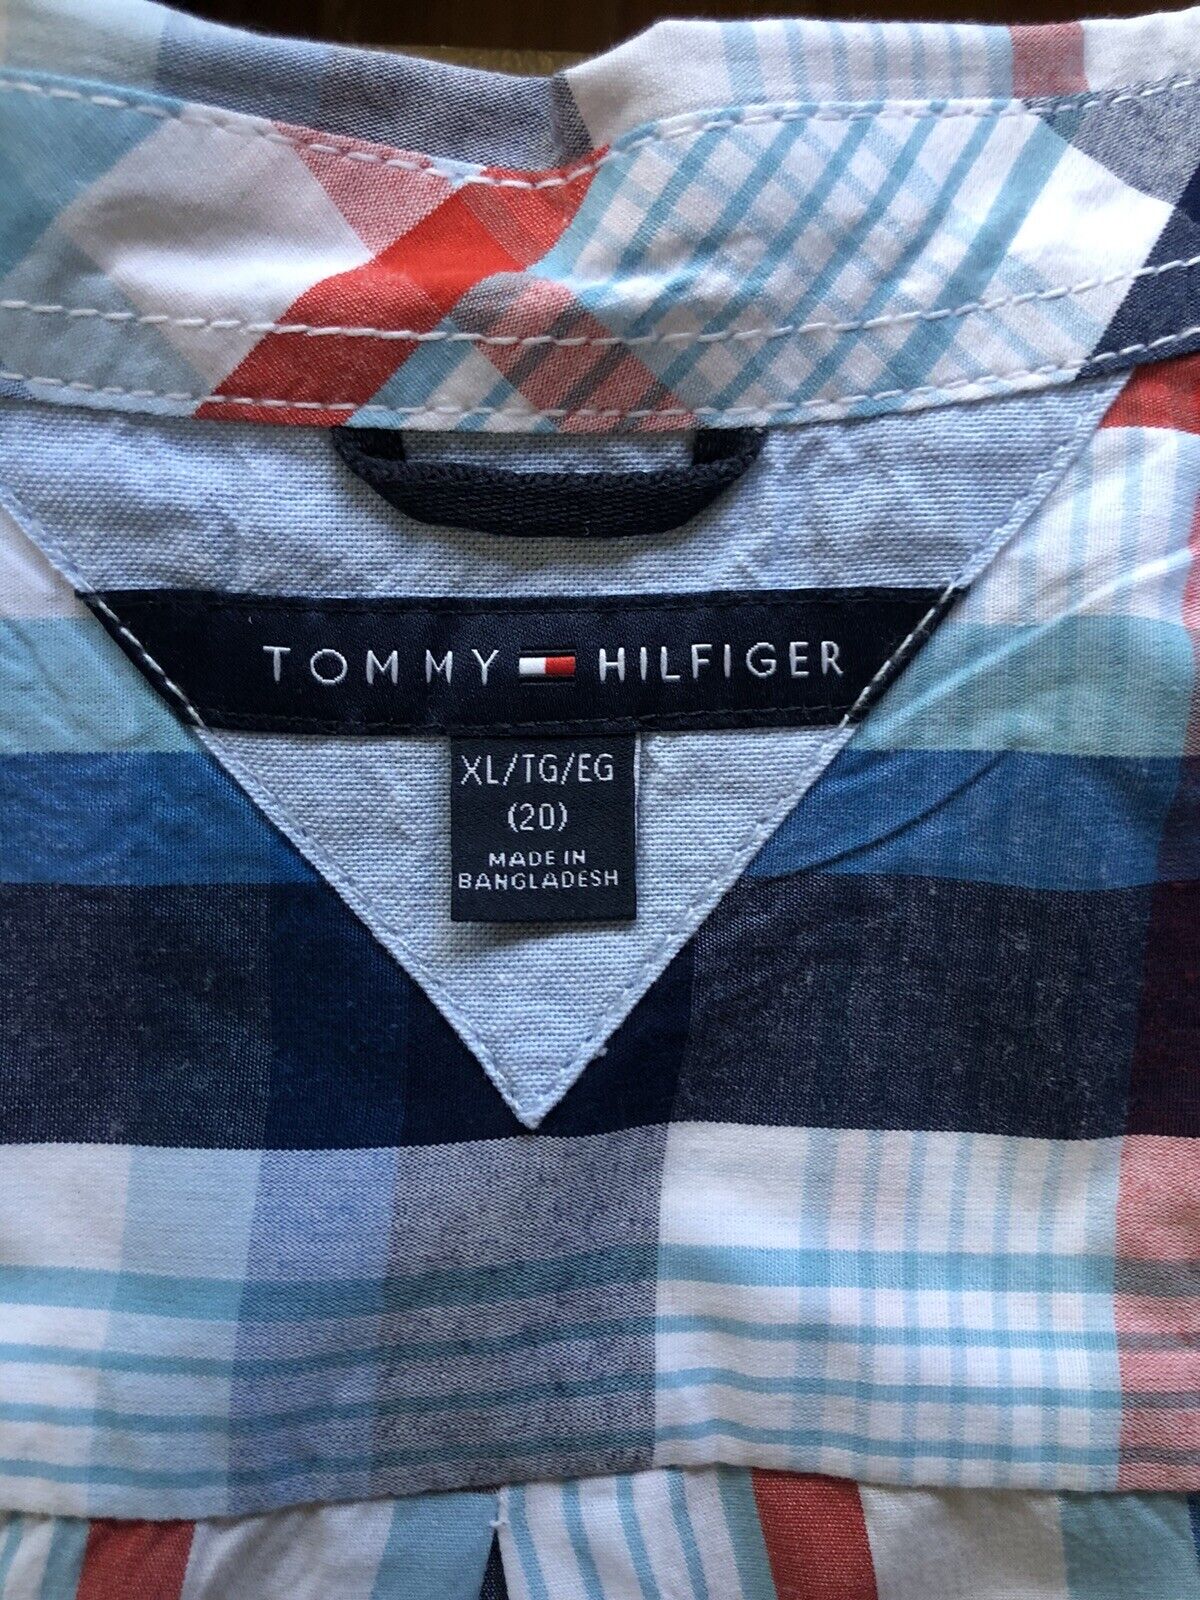 TOMMY HILFIGER
XL/TG/EG
(20)
MADE IN
BANGLADESH